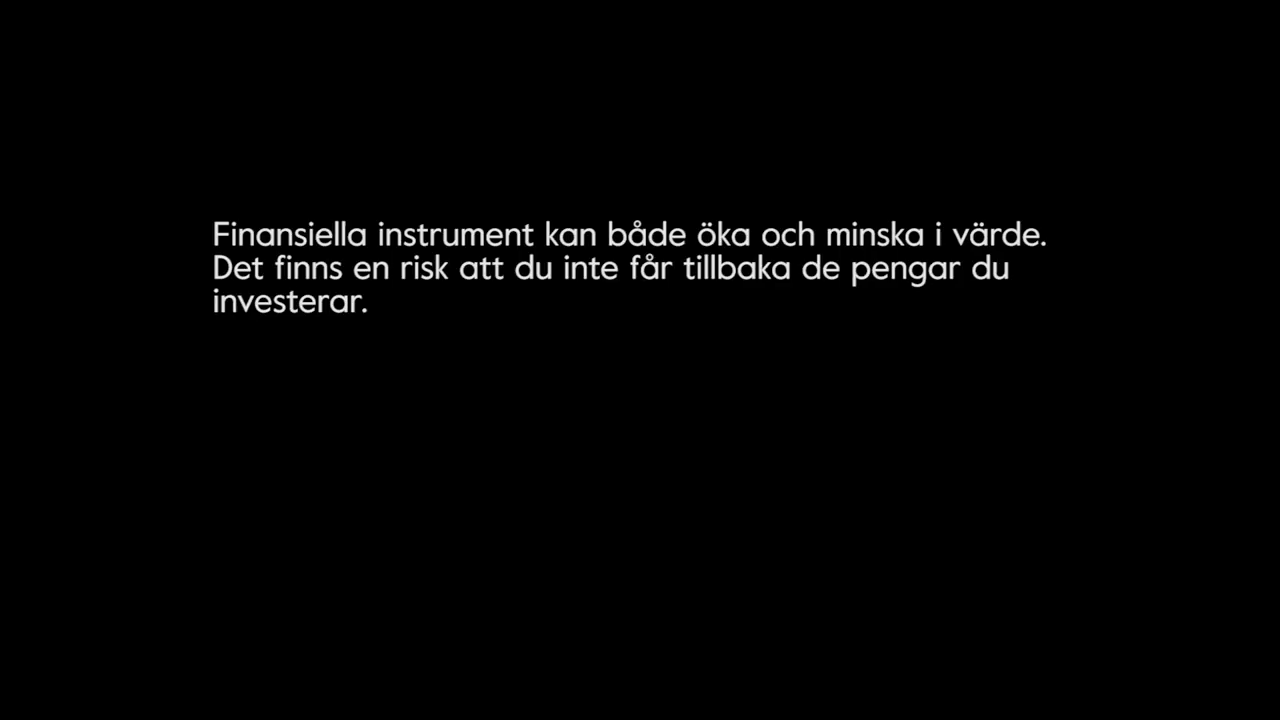 Finansiella instrument kan både öka och minska i värde.
Det finns en risk att du inte får tillbaka de pengar du
investerar.